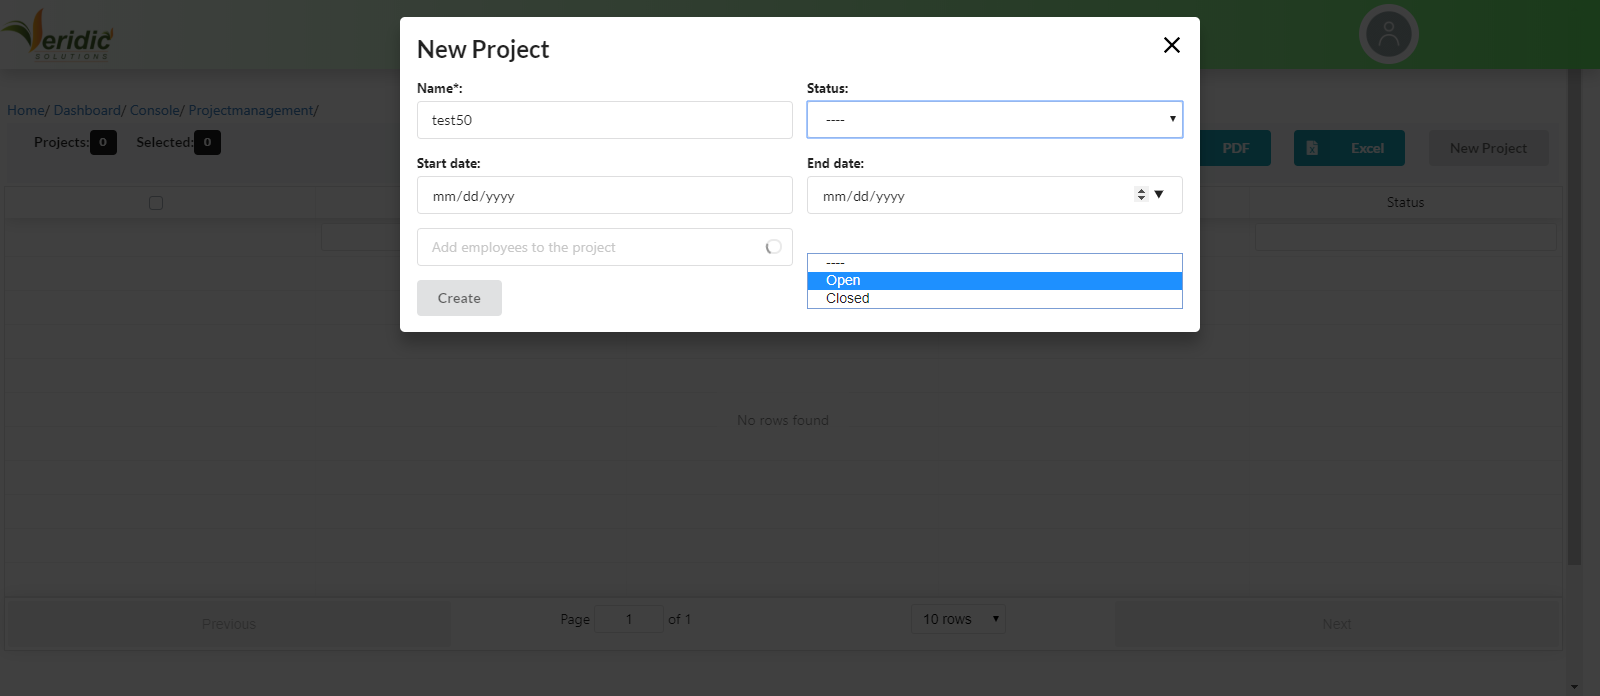 Veridic
SOLUTIONS
New Project
Name*:
Status:
test50
----
Home/ Dashboard/ Console/ Projectmanagement/
Projects: 0 Selected: 0
PDF
Excel
New Project
Start date:
End date:
mm/dd/yyyy
mm/dd/yyyy
Status
Add employees to the project
----
Open
Closed
Create
No rows found
Previous
Page 1 of 1
10 rows
Next